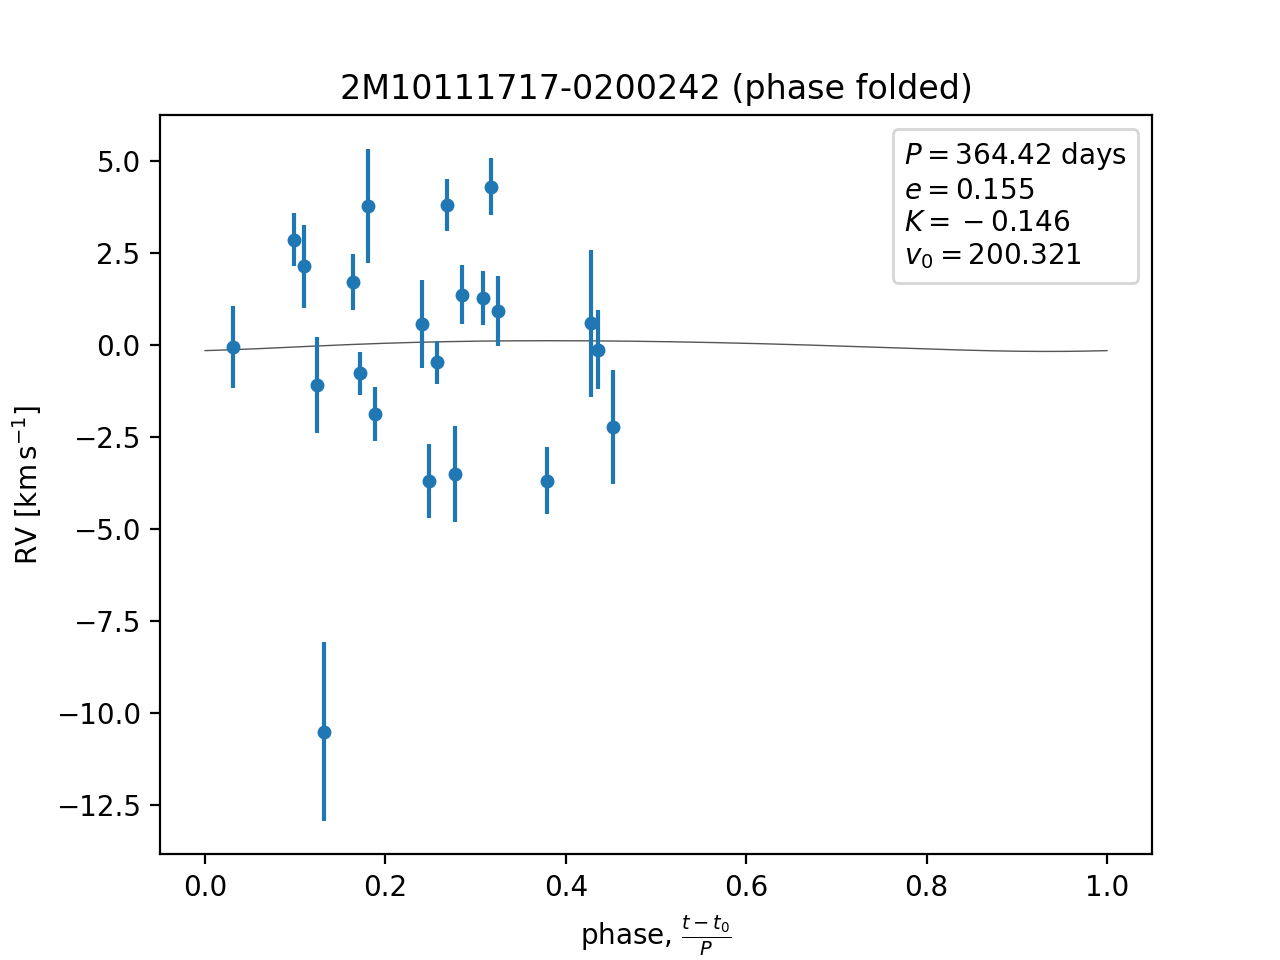 2M10111717-0200242 (phase folded)
P = 364.42 days
e = 0.155
K = −0.146
v₀ = 200.321
5.0
2.5
0.0
−2.5
−5.0
−7.5
−10.0
−12.5
RV [km s⁻¹]
0.0 0.2 0.4 0.6 0.8 1.0
phase, (t − t₀)/P